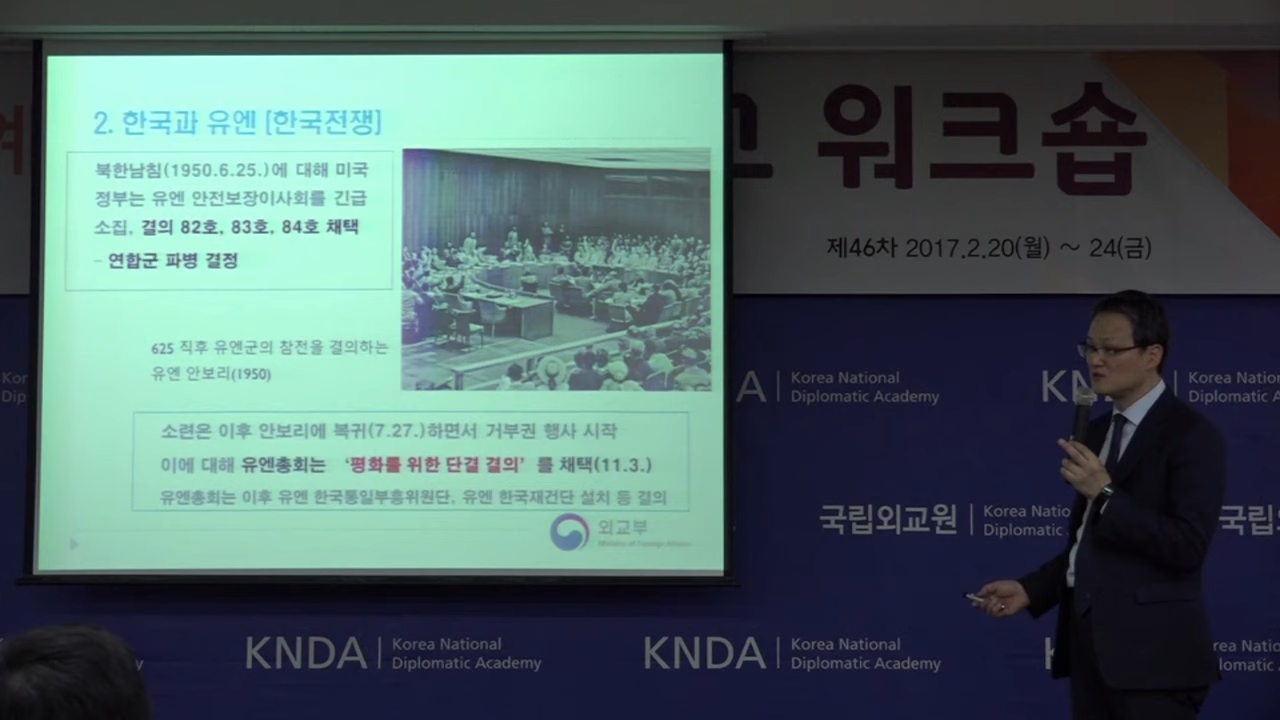 2. 한국과 유엔 [한국전쟁]
북한남침(1950.6.25.)에 대해 미국
정부는 유엔 안전보장이사회를 긴급
소집, 결의 82호, 83호, 84호 채택
- 연합군 파병 결정
625 직후 유엔군의 참전을 결의하는
유엔 안보리(1950)
소련은 이후 안보리에 복귀(7.27.)하면서 거부권 행사 시작
이에 대해 유엔총회는 ‘평화를 위한 단결 결의’ 를 채택(11.3.)
유엔총회는 이후 유엔 한국통일부흥위원단, 유엔 한국재건단 설치 등 결의
외교부
Ministry of Foreign Affairs
워크숍
제46차 2017.2.20(월) ~ 24(금)
A Korea National
Diplomatic Academy
Korea National
Diplomatic Academy
국립외교원 Korea Natio
Diplomatic
국립
KNDA Korea National
Diplomatic Academy
KNDA Korea National
Diplomatic Academy